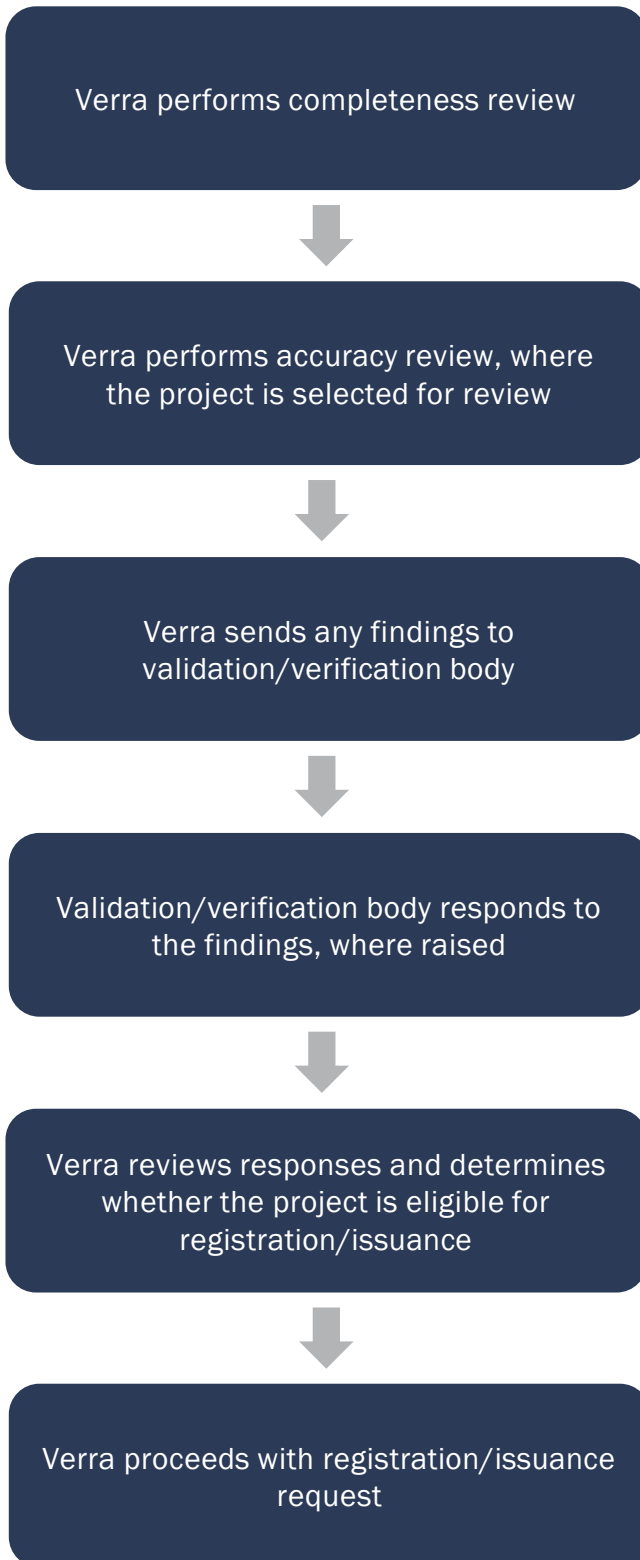 Verra performs completeness review
Verra performs accuracy review, where
the project is selected for review
Verra sends any findings to
validation/verification body
Validation/verification body responds to
the findings, where raised
Verra reviews responses and determines
whether the project is eligible for
registration/issuance
Verra proceeds with registration/issuance
request